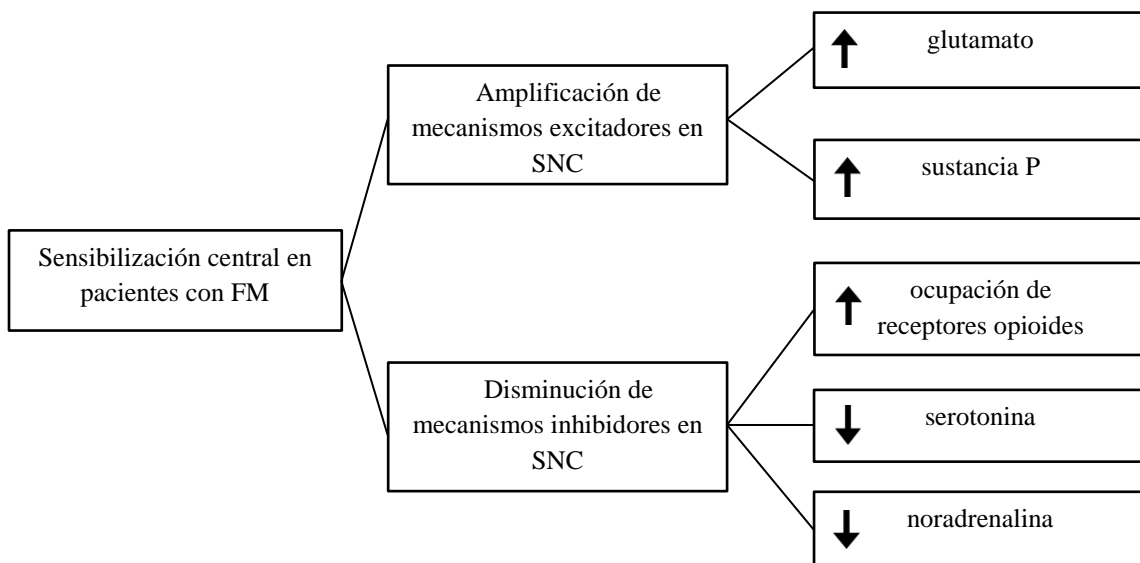 Sensibilización central en
pacientes con FM
Amplificación de
mecanismos excitadores en
SNC
glutamato
sustancia P
Disminución de
mecanismos inhibidores en
SNC
ocupación de
receptores opioides
serotonina
noradrenalina